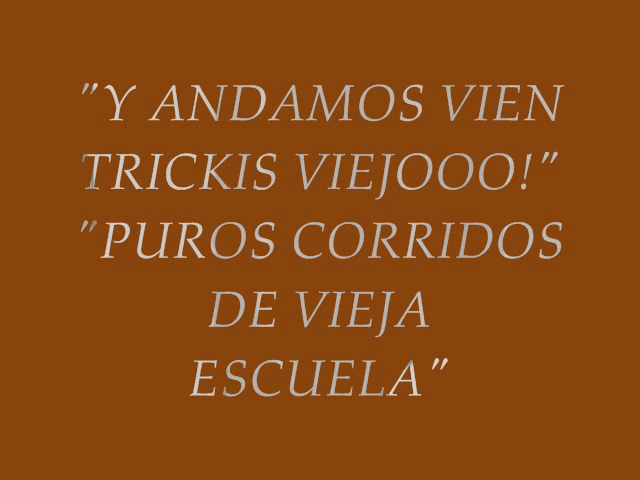 "Y ANDAMOS VIEN
TRICKIS VIEJOOO!"
"PUROS CORRIDOS
DE VIEJA
ESCUELA"